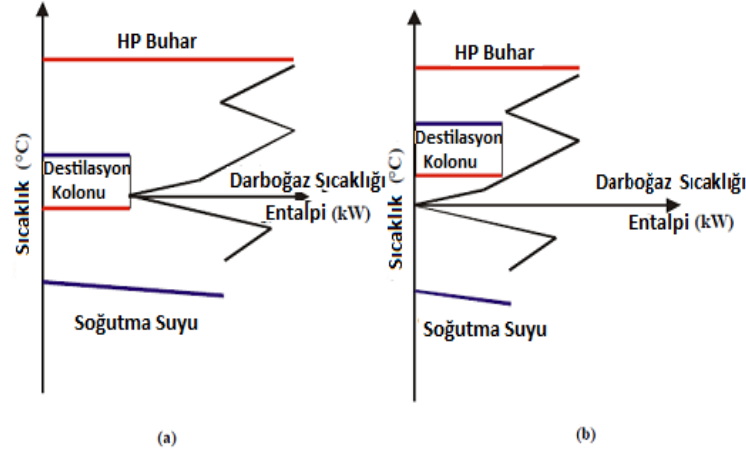 HP Buhar
Sıcaklık (°C)
Destilasyon
Kolonu
Darboğaz Sıcaklığı
Entalpi (kW)
Soğutma Suyu
(a)
HP Buhar
Sıcaklık (°C)
Destilasyon
Kolonu
Darboğaz Sıcaklığı
Entalpi (kW)
Soğutma Suyu
(b)